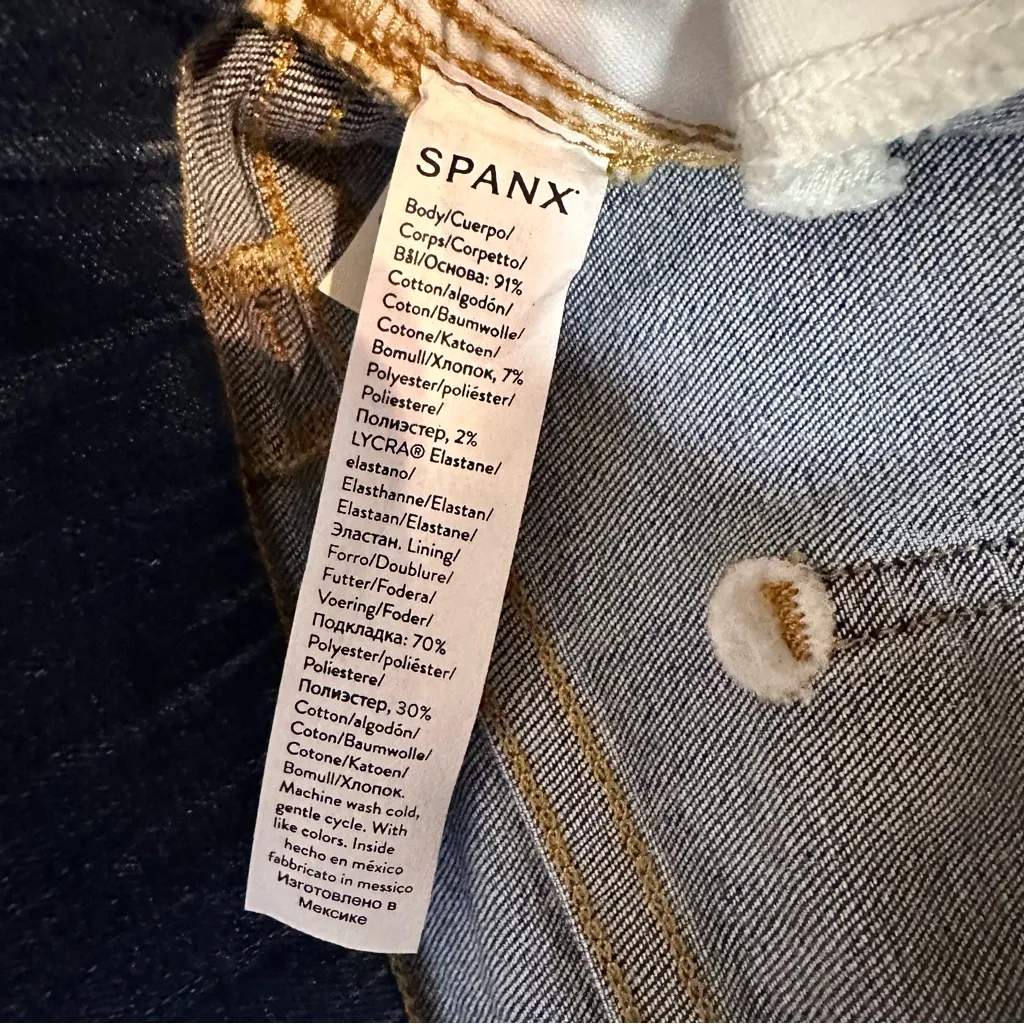 SPANX
Body/Cuerpo/
Corps/Corpetto/
Bål/Основа: 91%
Cotton/algodón/
Coton/Baumwolle/
Cotone/Katoen/
Bomull/Хлопок, 7%
Polyester/poliéster/
Poliestere/
Полиэстер, 2%
LYCRA® Elastane/
elastano/
Elasthanne/Elastan/
Elastaan/Elastane/
Эластан. Lining/
Forro/Doublure/
Futter/Fodera/
Voering/Foder/
Подкладка: 70%
Polyester/poliéster/
Poliestere/
Полиэстер, 30%
Cotton/algodón/
Coton/Baumwolle/
Cotone/Katoen/
Bomull/Хлопок.
Machine wash cold,
gentle cycle. With
like colors. Inside
hecho en méxico
fabbricato in messico
Изготовлено в
Мексике